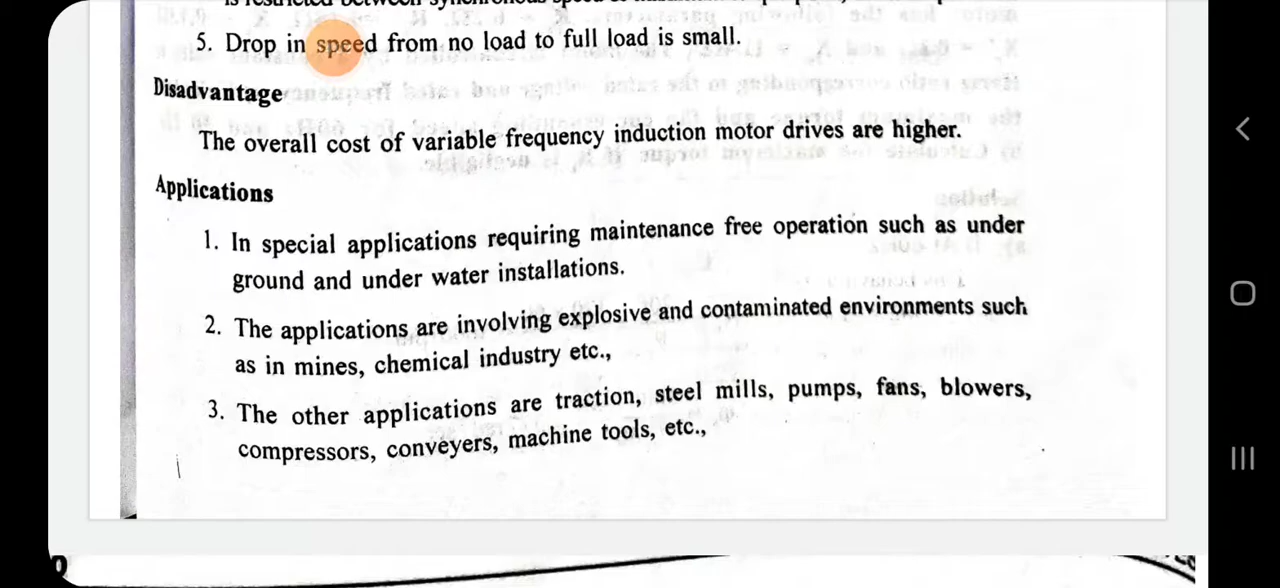 5. Drop in speed from no load to full load is small.
Disadvantage
The overall cost of variable frequency induction motor drives are higher.
Applications
1. In special applications requiring maintenance free operation such as under
ground and under water installations.
2. The applications are involving explosive and contaminated environments such
as in mines, chemical industry etc.,
3. The other applications are traction, steel mills, pumps, fans, blowers,
compressors, conveyers, machine tools, etc.,